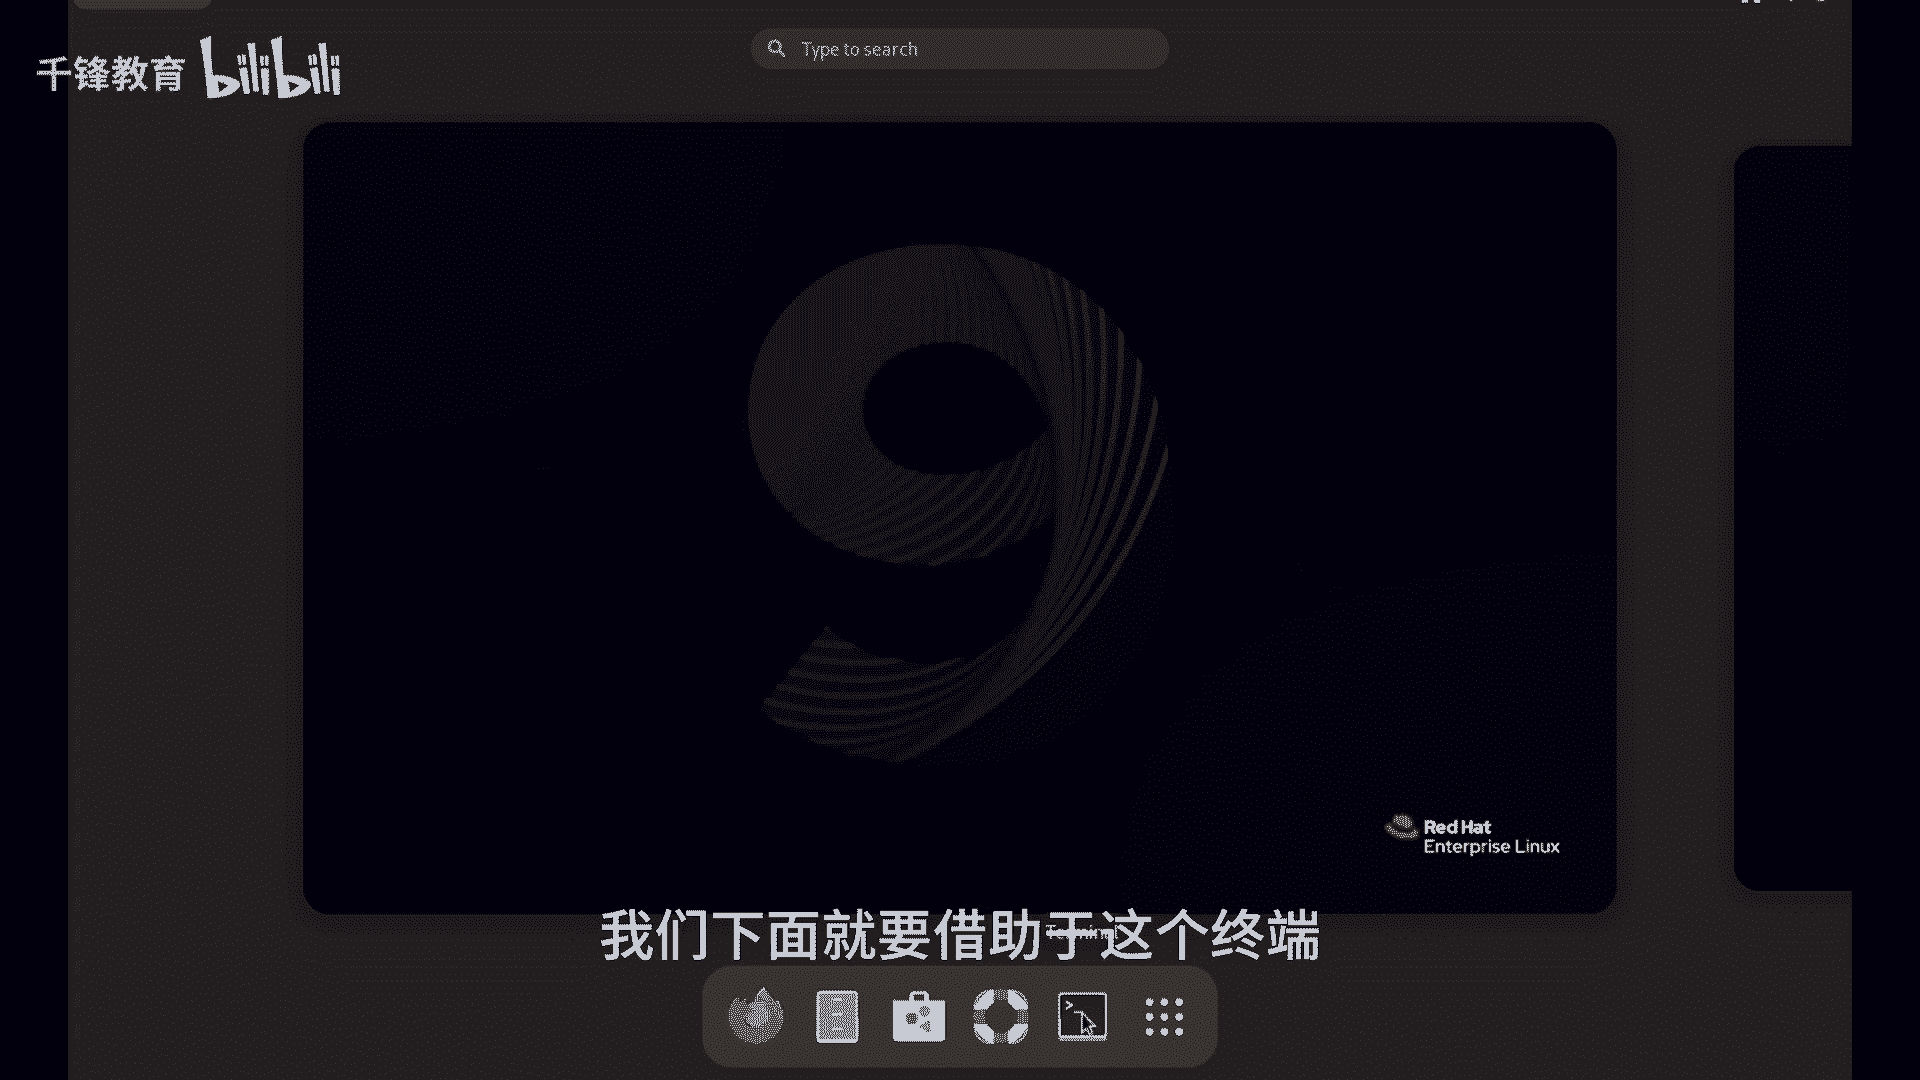 Type to search
千锋教育 bilibili
Red Hat
Enterprise Linux
Terminal
我们下面就要借助于这个终端